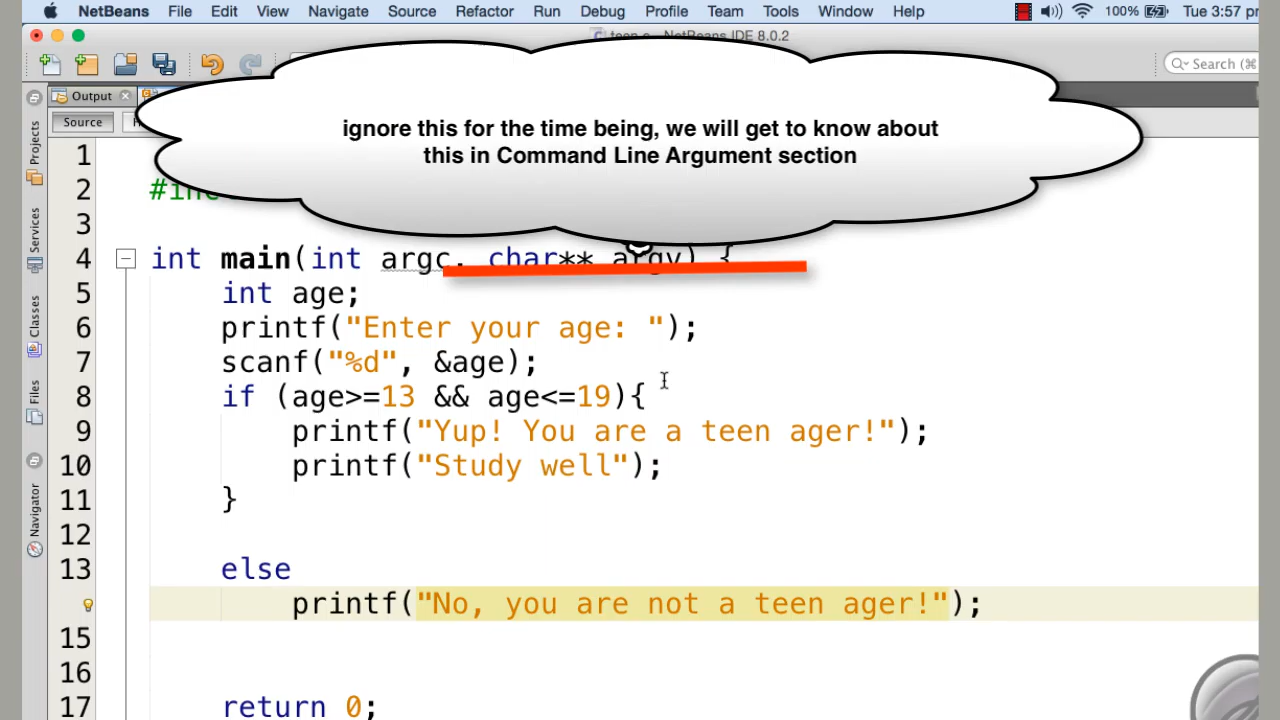 NetBeans File Edit View Navigate Source Refactor Run Debug Profile Team Tools Window Help 100% Tue 3:57
teen.c - NetBeans IDE 8.0.2
Search (⌘
Output
Source
ignore this for the time being, we will get to know about
this in Command Line Argument section
Projects
Services
Classes
Files
Navigator
1
2 #inc
3
4 int main(int argc, char** argv) {
5 int age;
6 printf("Enter your age: ");
7 scanf("%d", &age);
8 if (age>=13 && age<=19){
9 printf("Yup! You are a teen ager!");
10 printf("Study well");
11 }
12
13 else
printf("No, you are not a teen ager!");
15
16
17 return 0;